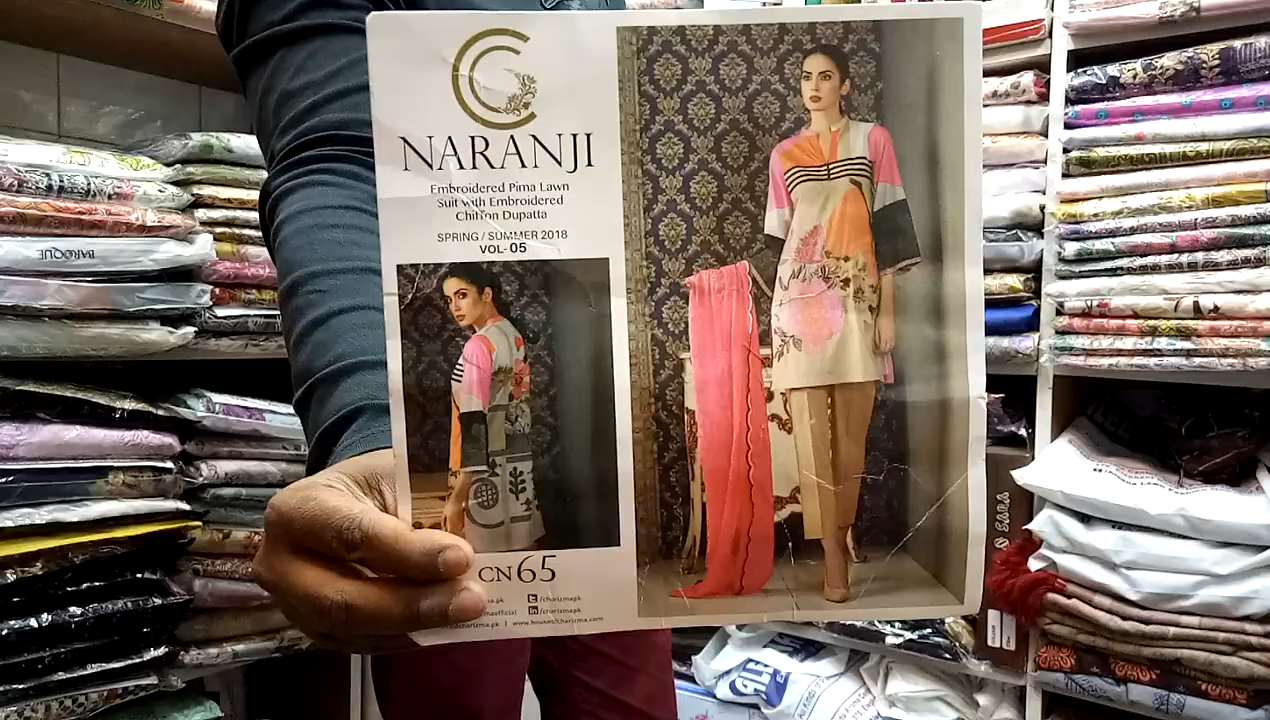 NARANJI
Embroidered Pima Lawn
Suit with Embroidered
Chiffon Dupatta
SPRING / SUMMER 2018
VOL- 05
CN 65
/charizmapk
/charizmapk
| www.houseofcharizma.com
BAROQUE